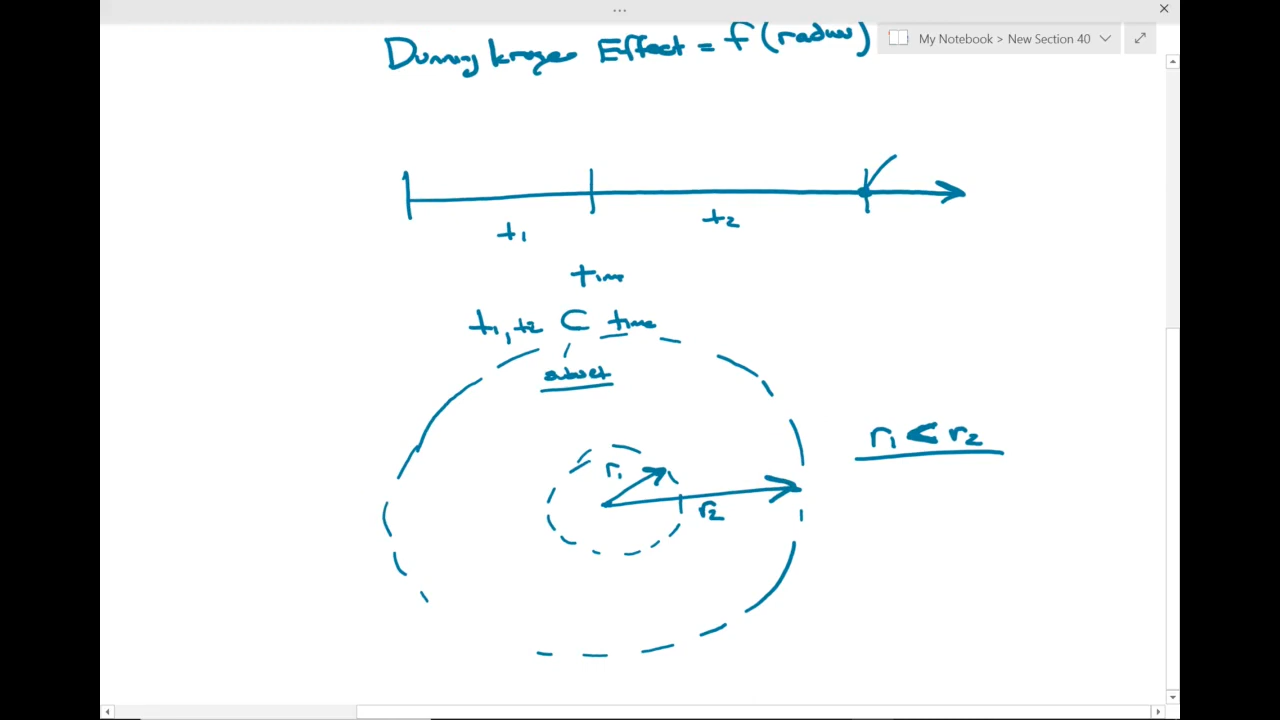 Dunning kruger Effect = f(radius)
My Notebook > New Section 40
t1 t2
time
t1, t2 ⊂ time
subset
r1 < r2
r1
r2